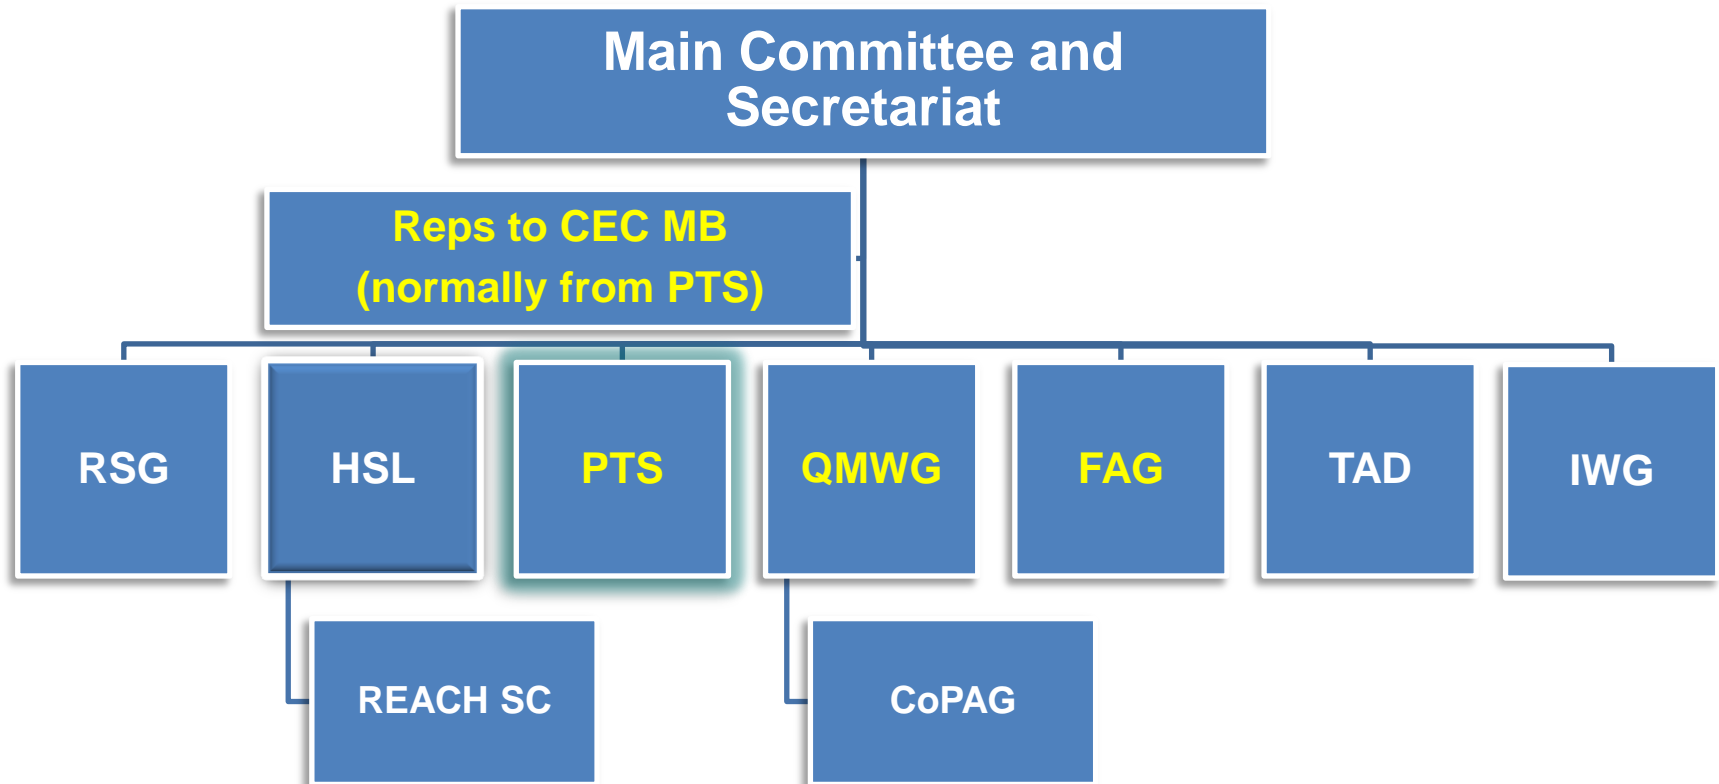 Main Committee and
Secretariat
Reps to CEC MB
(normally from PTS)
RSG
HSL
PTS
QMWG
FAG
TAD
IWG
REACH SC
CoPAG